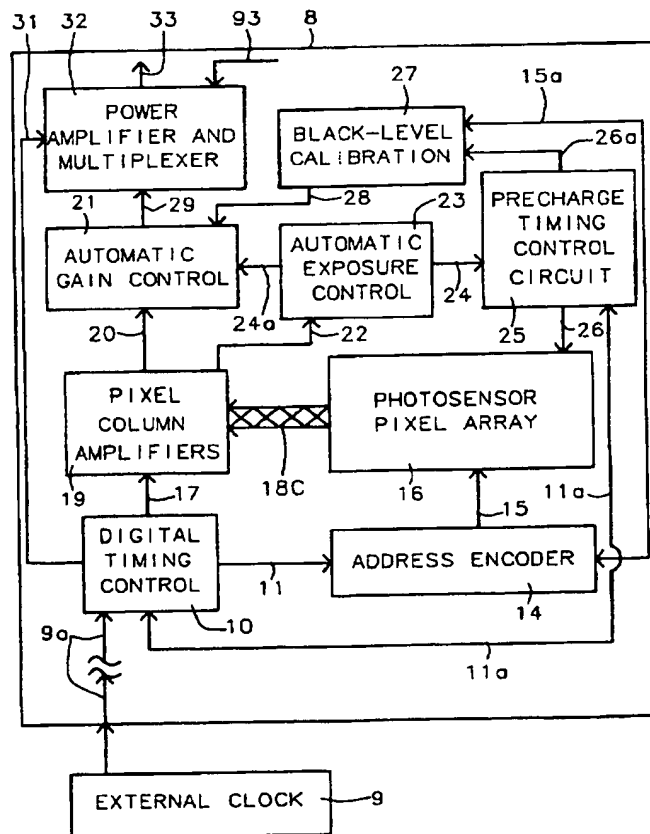 31
32
33
93
8
27
15a
POWER
AMPLIFIER AND
MULTIPLEXER
BLACK-LEVEL
CALIBRATION
26a
21
29
28
23
PRECHARGE
TIMING
CONTROL
CIRCUIT
AUTOMATIC
GAIN CONTROL
AUTOMATIC
EXPOSURE
CONTROL
24a
24
20
22
25
26
PIXEL
COLUMN
AMPLIFIERS
PHOTOSENSOR
PIXEL ARRAY
19
17
18C
16
15
11a
DIGITAL
TIMING
CONTROL
11
ADDRESS ENCODER
14
9a
10
11a
EXTERNAL CLOCK
9